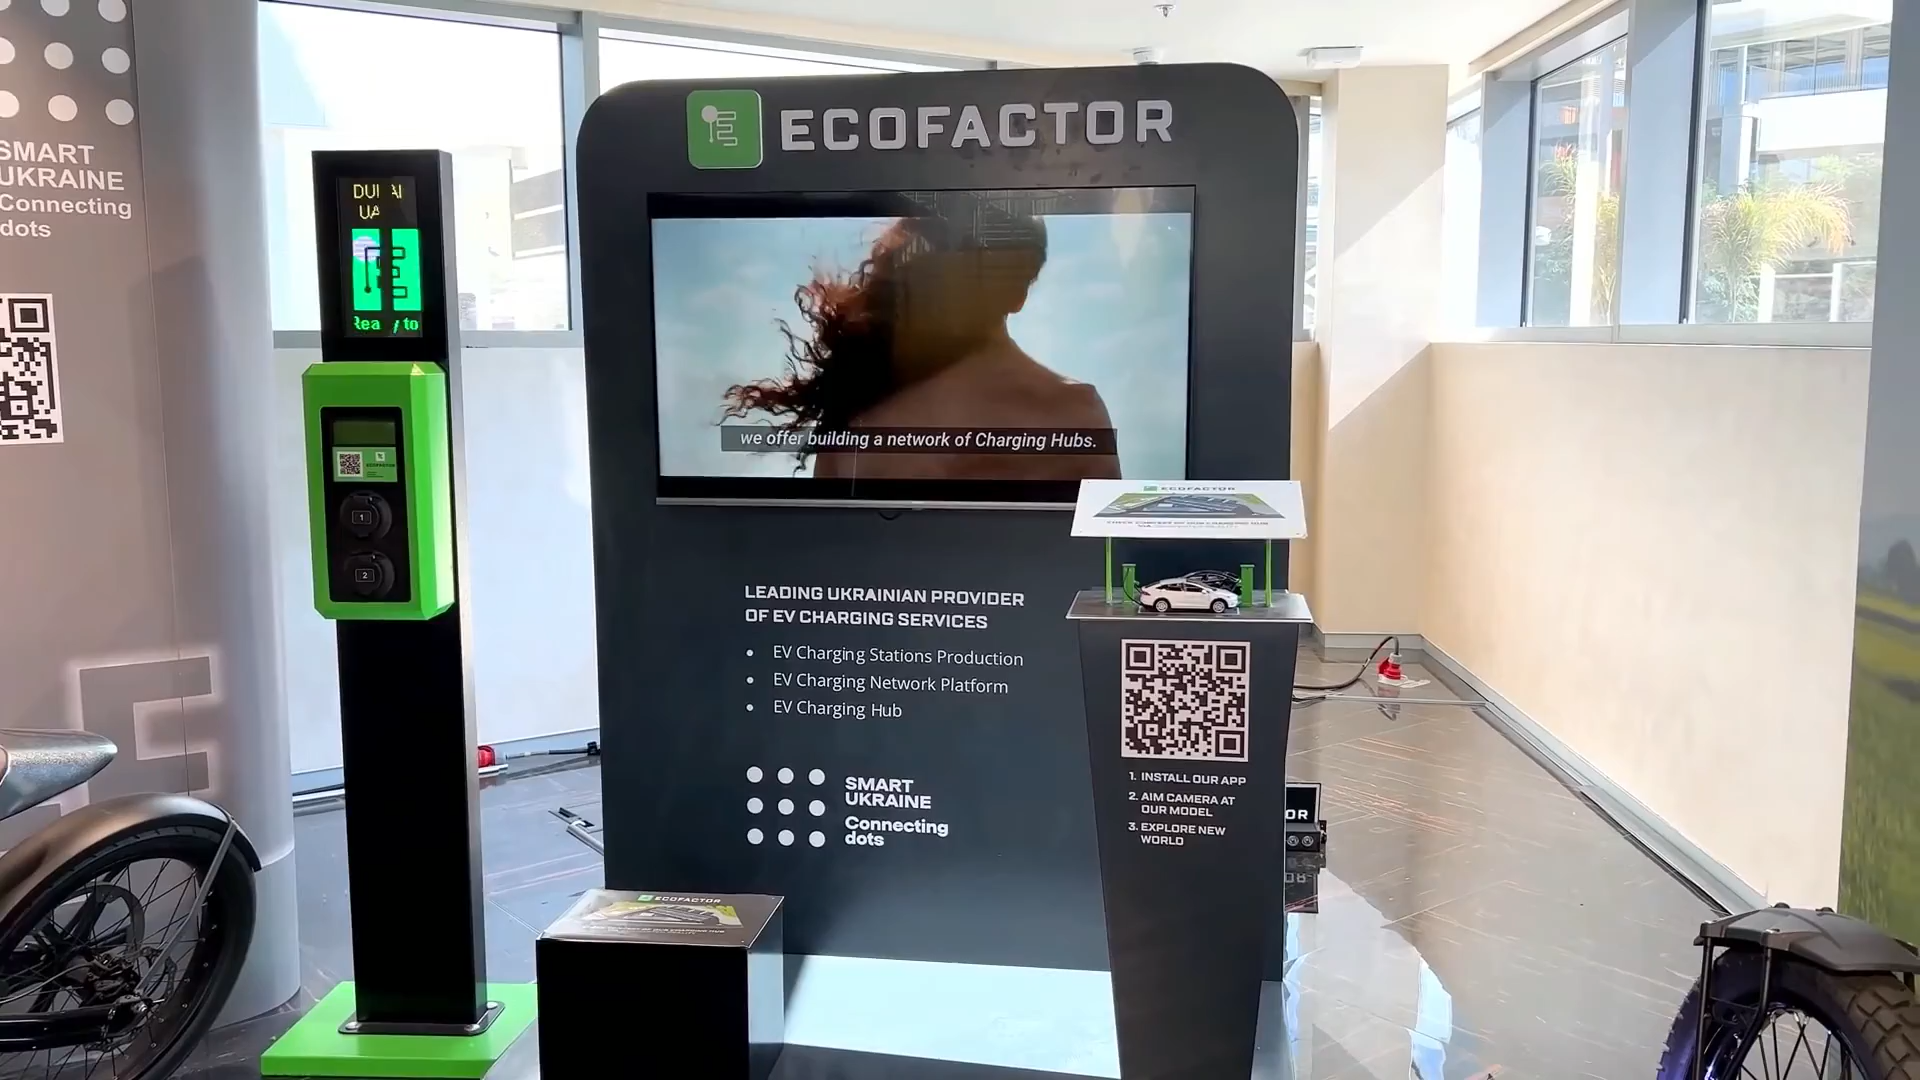 SMART
UKRAINE
Connecting
dots
ECOFACTOR
1
2
ECOFACTOR
we offer building a network of Charging Hubs.
LEADING UKRAINIAN PROVIDER
OF EV CHARGING SERVICES
• EV Charging Stations Production
• EV Charging Network Platform
• EV Charging Hub
SMART
UKRAINE
Connecting
dots
ECOFACTOR
1. INSTALL OUR APP
2. AIM CAMERA AT
OUR MODEL
3. EXPLORE NEW
WORLD
OR
ECOFACTOR